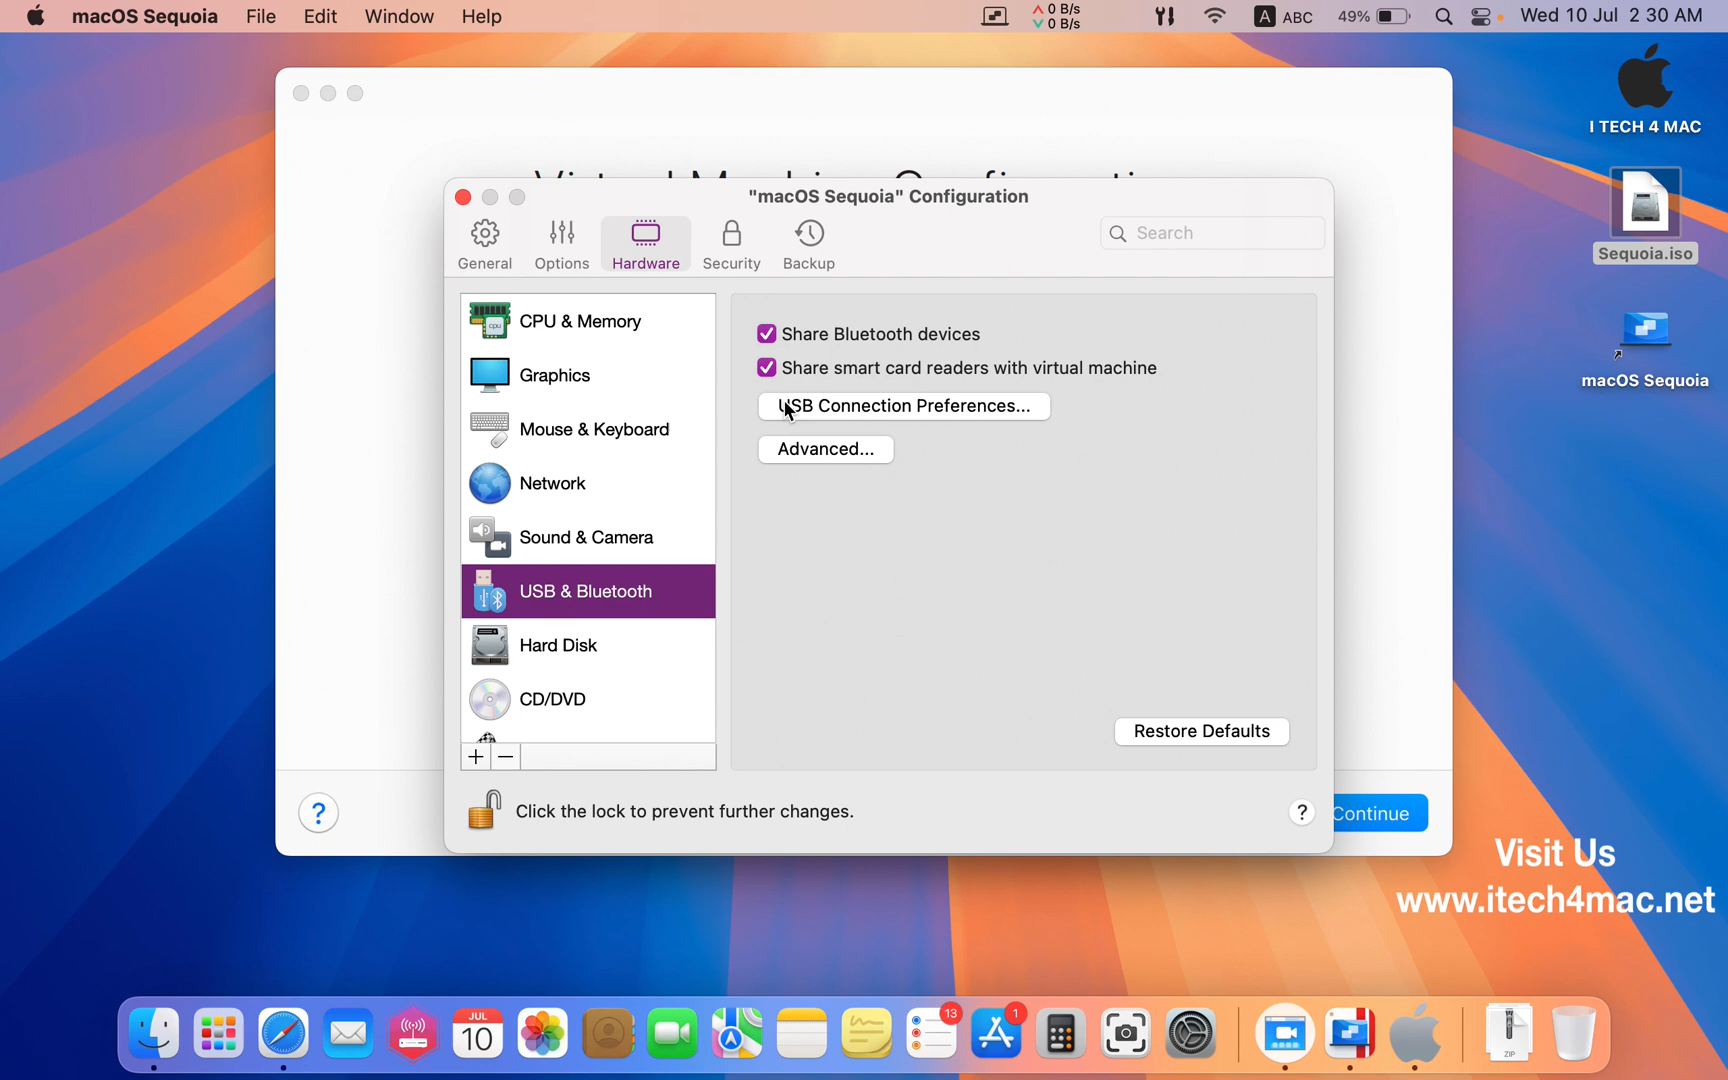 macOS Sequoia File Edit Window Help 0 B/s 0 B/s A ABC 49% Wed 10 Jul 2 30 AM
I TECH 4 MAC
"macOS Sequoia" Configuration
General Options Hardware Security Backup Search
Sequoia.iso
CPU & Memory
Share Bluetooth devices
Graphics
Share smart card readers with virtual machine
macOS Sequoia
USB Connection Preferences...
Mouse & Keyboard
Advanced...
Network
Sound & Camera
USB & Bluetooth
Hard Disk
CD/DVD
Restore Defaults
+ −
? Click the lock to prevent further changes. ? Continue
Visit Us
www.itech4mac.net
JUL
10
13
1
ZIP